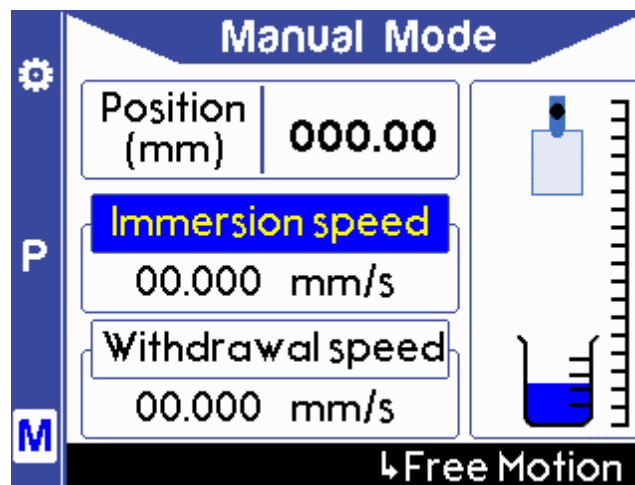 Manual Mode
Position
(mm)
000.00
Immersion speed
00.000 mm/s
P
Withdrawal speed
00.000 mm/s
M
↳Free Motion